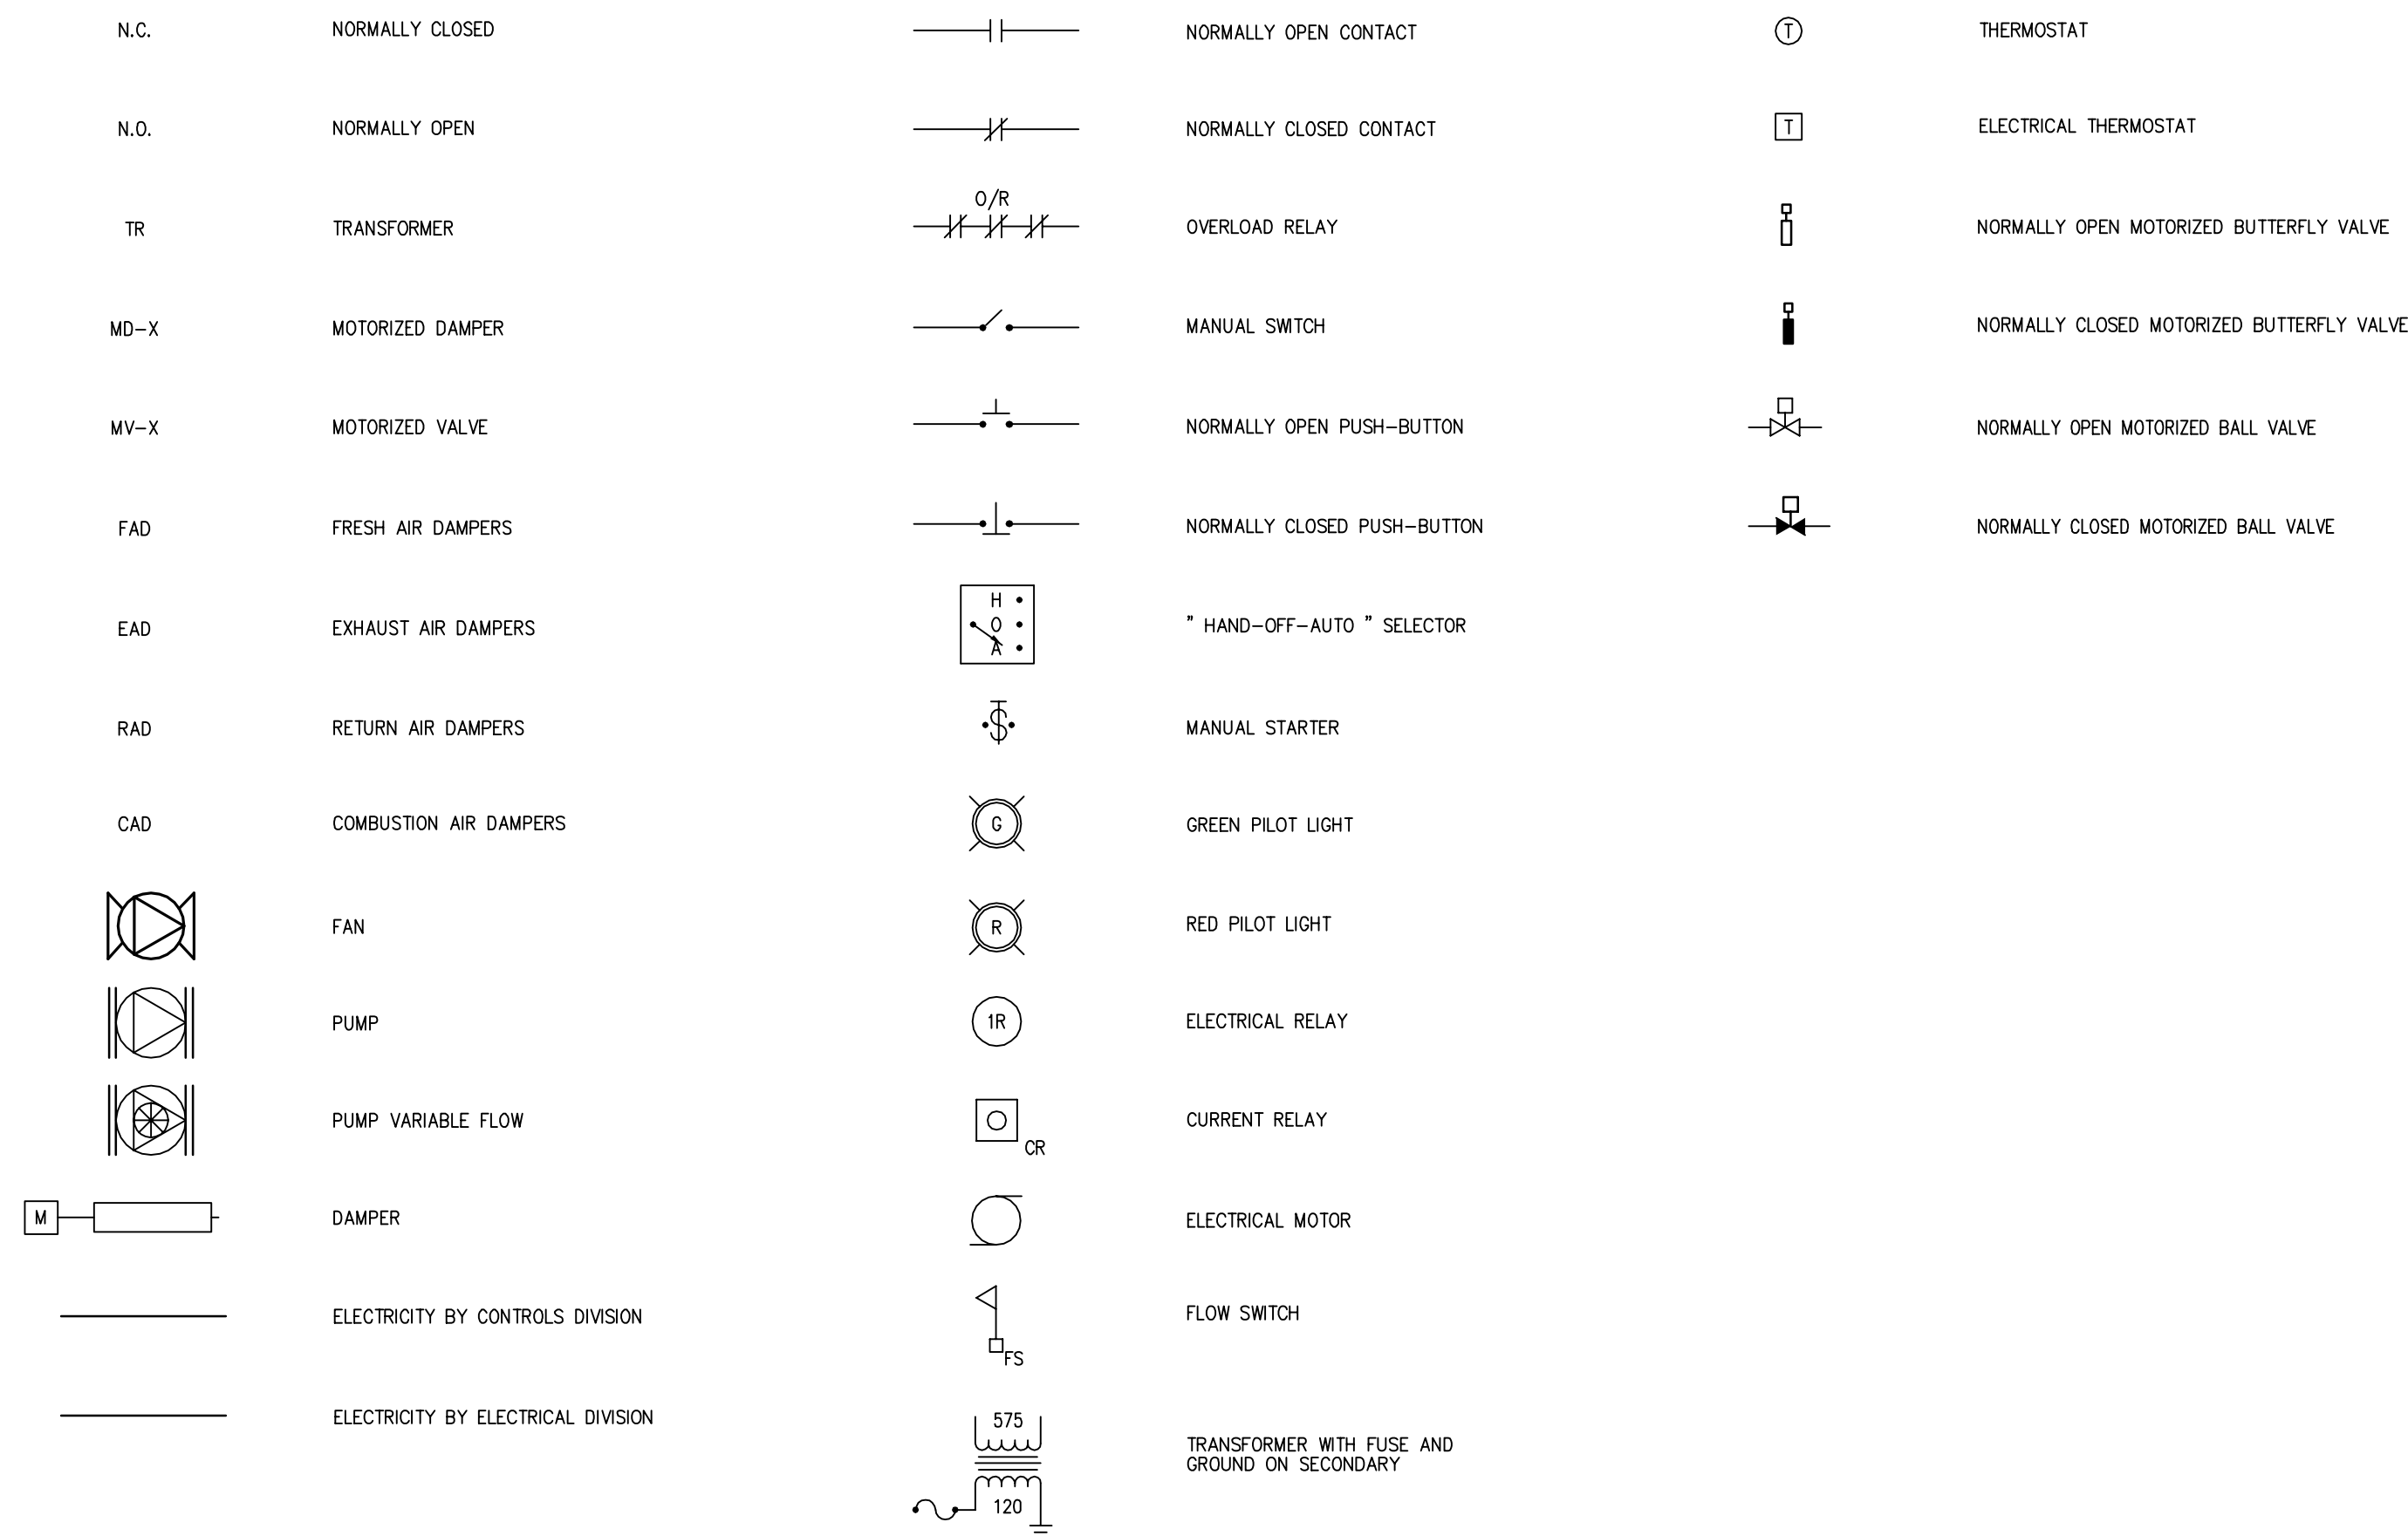 N.C. NORMALLY CLOSED
N.O. NORMALLY OPEN
TR TRANSFORMER
MD-X MOTORIZED DAMPER
MV-X MOTORIZED VALVE
FAD FRESH AIR DAMPERS
EAD EXHAUST AIR DAMPERS
RAD RETURN AIR DAMPERS
CAD COMBUSTION AIR DAMPERS
FAN
PUMP
PUMP VARIABLE FLOW
M DAMPER
ELECTRICITY BY CONTROLS DIVISION
ELECTRICITY BY ELECTRICAL DIVISION
NORMALLY OPEN CONTACT
NORMALLY CLOSED CONTACT
O/R
OVERLOAD RELAY
MANUAL SWITCH
NORMALLY OPEN PUSH-BUTTON
NORMALLY CLOSED PUSH-BUTTON
H
O
A
" HAND-OFF-AUTO " SELECTOR
MANUAL STARTER
G GREEN PILOT LIGHT
R RED PILOT LIGHT
1R ELECTRICAL RELAY
CURRENT RELAY
CR
ELECTRICAL MOTOR
FLOW SWITCH
FS
575
TRANSFORMER WITH FUSE AND
GROUND ON SECONDARY
120
T THERMOSTAT
T ELECTRICAL THERMOSTAT
NORMALLY OPEN MOTORIZED BUTTERFLY VALVE
NORMALLY CLOSED MOTORIZED BUTTERFLY VALVE
NORMALLY OPEN MOTORIZED BALL VALVE
NORMALLY CLOSED MOTORIZED BALL VALVE